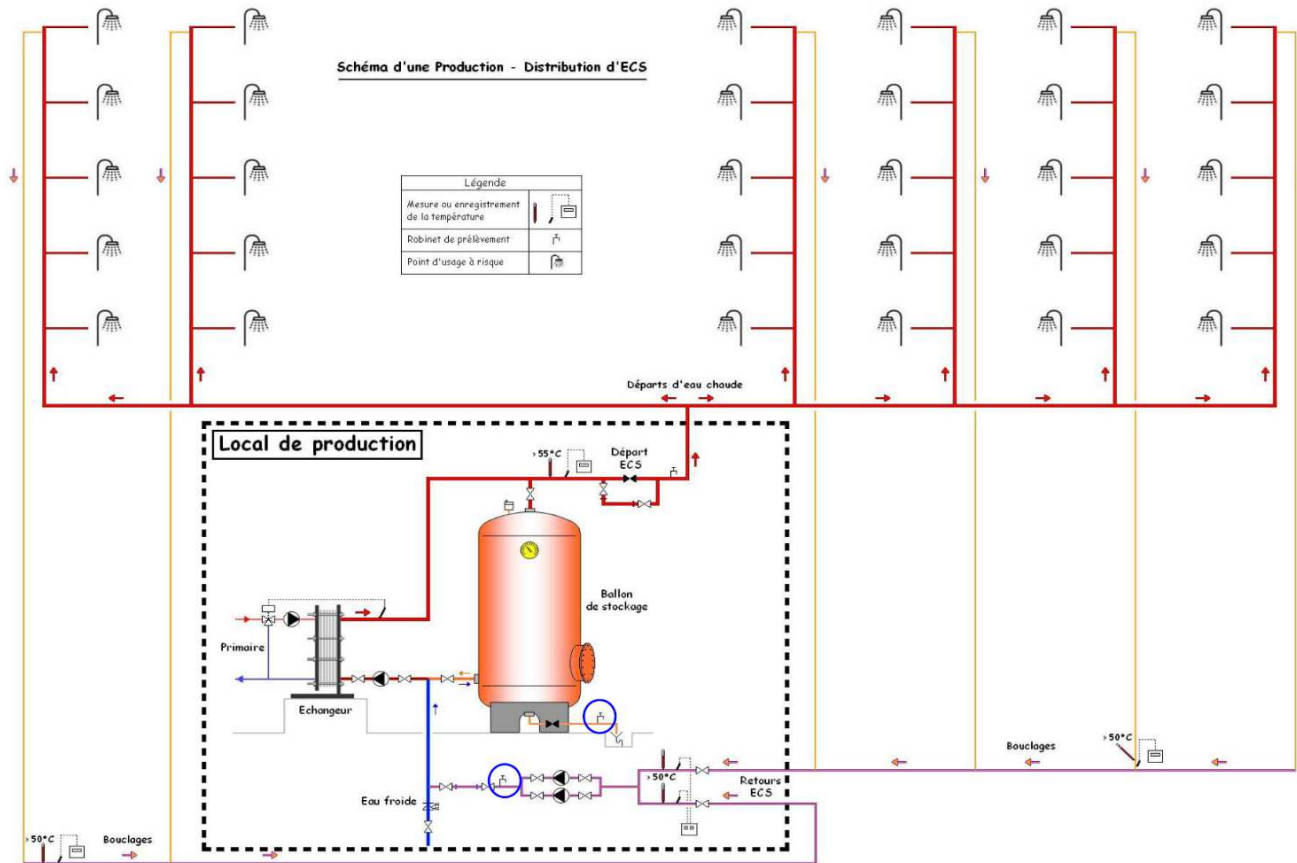 Schéma d'une Production - Distribution d'ECS
Légende
Mesure ou enregistrement
de la température
Robinet de prélèvement
Point d'usage à risque
Départs d'eau chaude
Local de production
>55°C
Départ
ECS
Ballon
de stockage
Primaire
Echangeur
Eau froide
>50°C
Retours
ECS
Bouclages
>50°C
>50°C
Bouclages